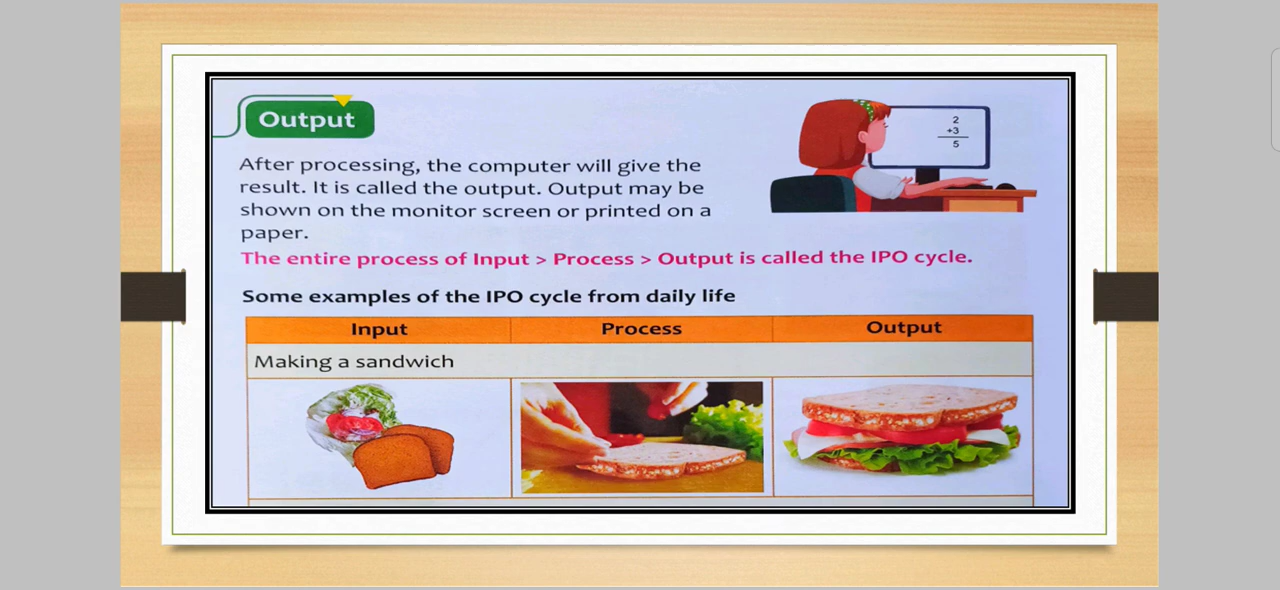 Output
2
+3
5
After processing, the computer will give the
result. It is called the output. Output may be
shown on the monitor screen or printed on a
paper.
The entire process of Input > Process > Output is called the IPO cycle.
Some examples of the IPO cycle from daily life
Input Process Output
Making a sandwich